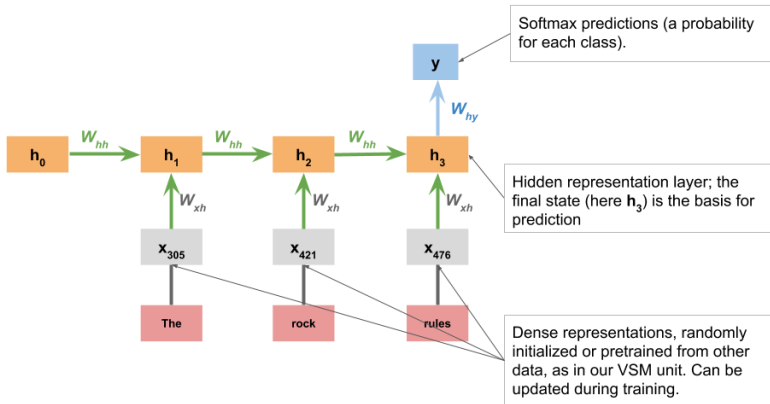 Softmax predictions (a probability
for each class).
y
W_hy
W_hh
W_hh
W_hh
h_0
h_1
h_2
h_3
Hidden representation layer; the
final state (here h_3) is the basis for
prediction
W_xh
W_xh
W_xh
x_305
x_421
x_476
The
rock
rules
Dense representations, randomly
initialized or pretrained from other
data, as in our VSM unit. Can be
updated during training.